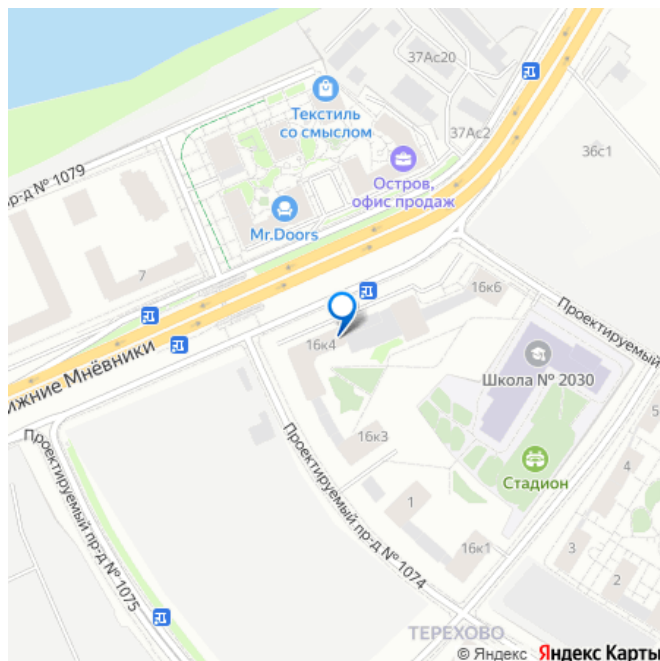 37Ас20
Текстиль
со смыслом
37Ас2
36с1
Остров,
офис продаж
пр-д № 1079
Mr.Doors
7
16к6
Проектируемый
16к4
Школа № 2030
ижние Мнёвники
16к3
Стадион
5
4
1
Проектируемый пр-д № 1074
Проектируемый пр-д № 1075
16к1
3
2
ТЕРЕХОВО
© Яндекс Яндекс Карты